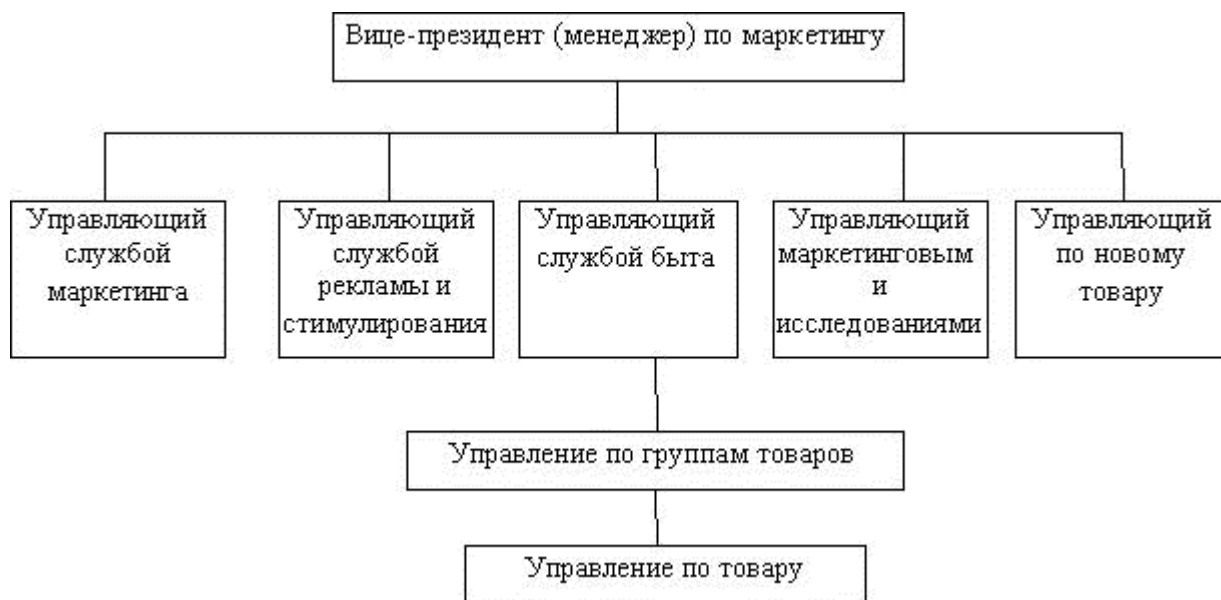 Вице-президент (менеджер) по маркетингу
Управляющий
службой
маркетинга
Управляющий
службой
рекламы и
стимулирования
Управляющий
службой быта
Управляющий
маркетинговым
и
исследованиями
Управляющий
по новому
товару
Управление по группам товаров
Управление по товару